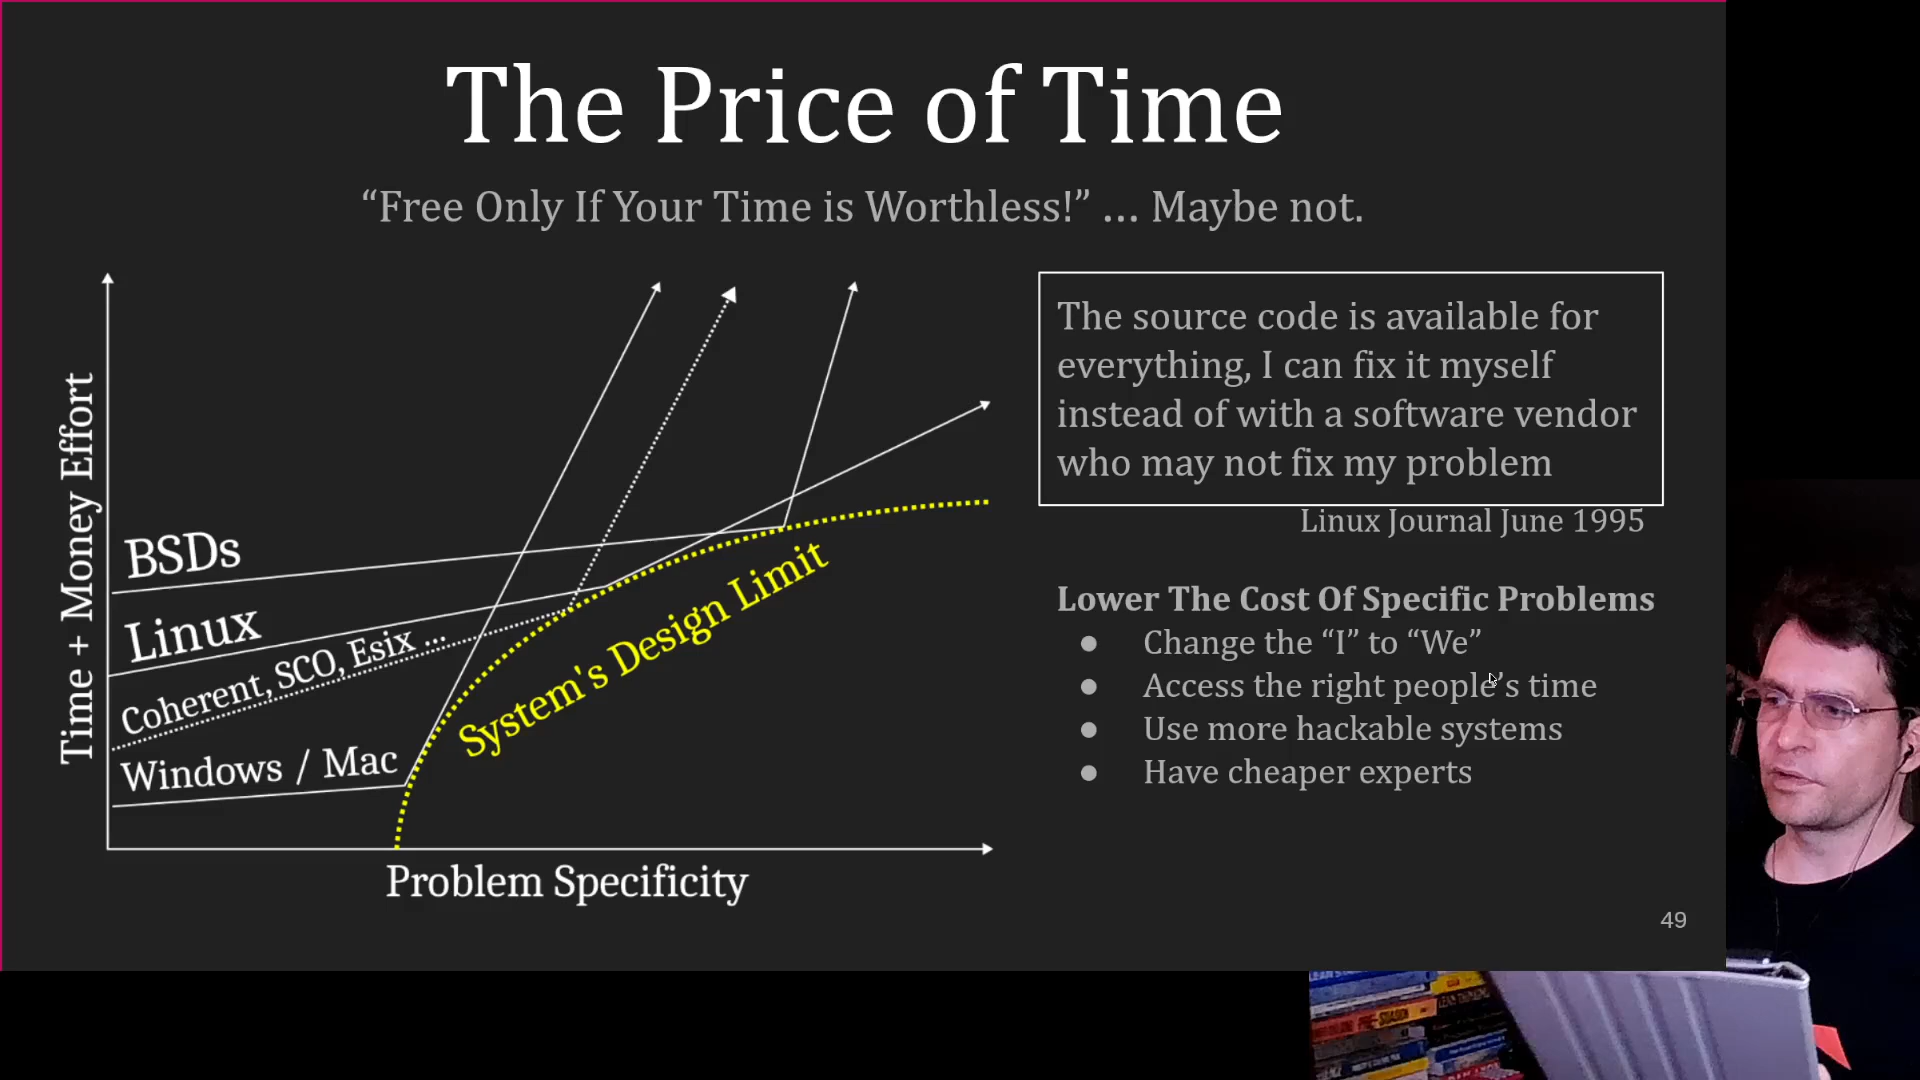 The Price of Time
“Free Only If Your Time is Worthless!” … Maybe not.
Time + Money Effort
BSDs
Linux
Coherent, SCO, Esix ...
Windows / Mac
System's Design Limit
Problem Specificity
The source code is available for
everything, I can fix it myself
instead of with a software vendor
who may not fix my problem
Linux Journal June 1995
Lower The Cost Of Specific Problems
● Change the “I” to “We”
● Access the right people’s time
● Use more hackable systems
● Have cheaper experts
49